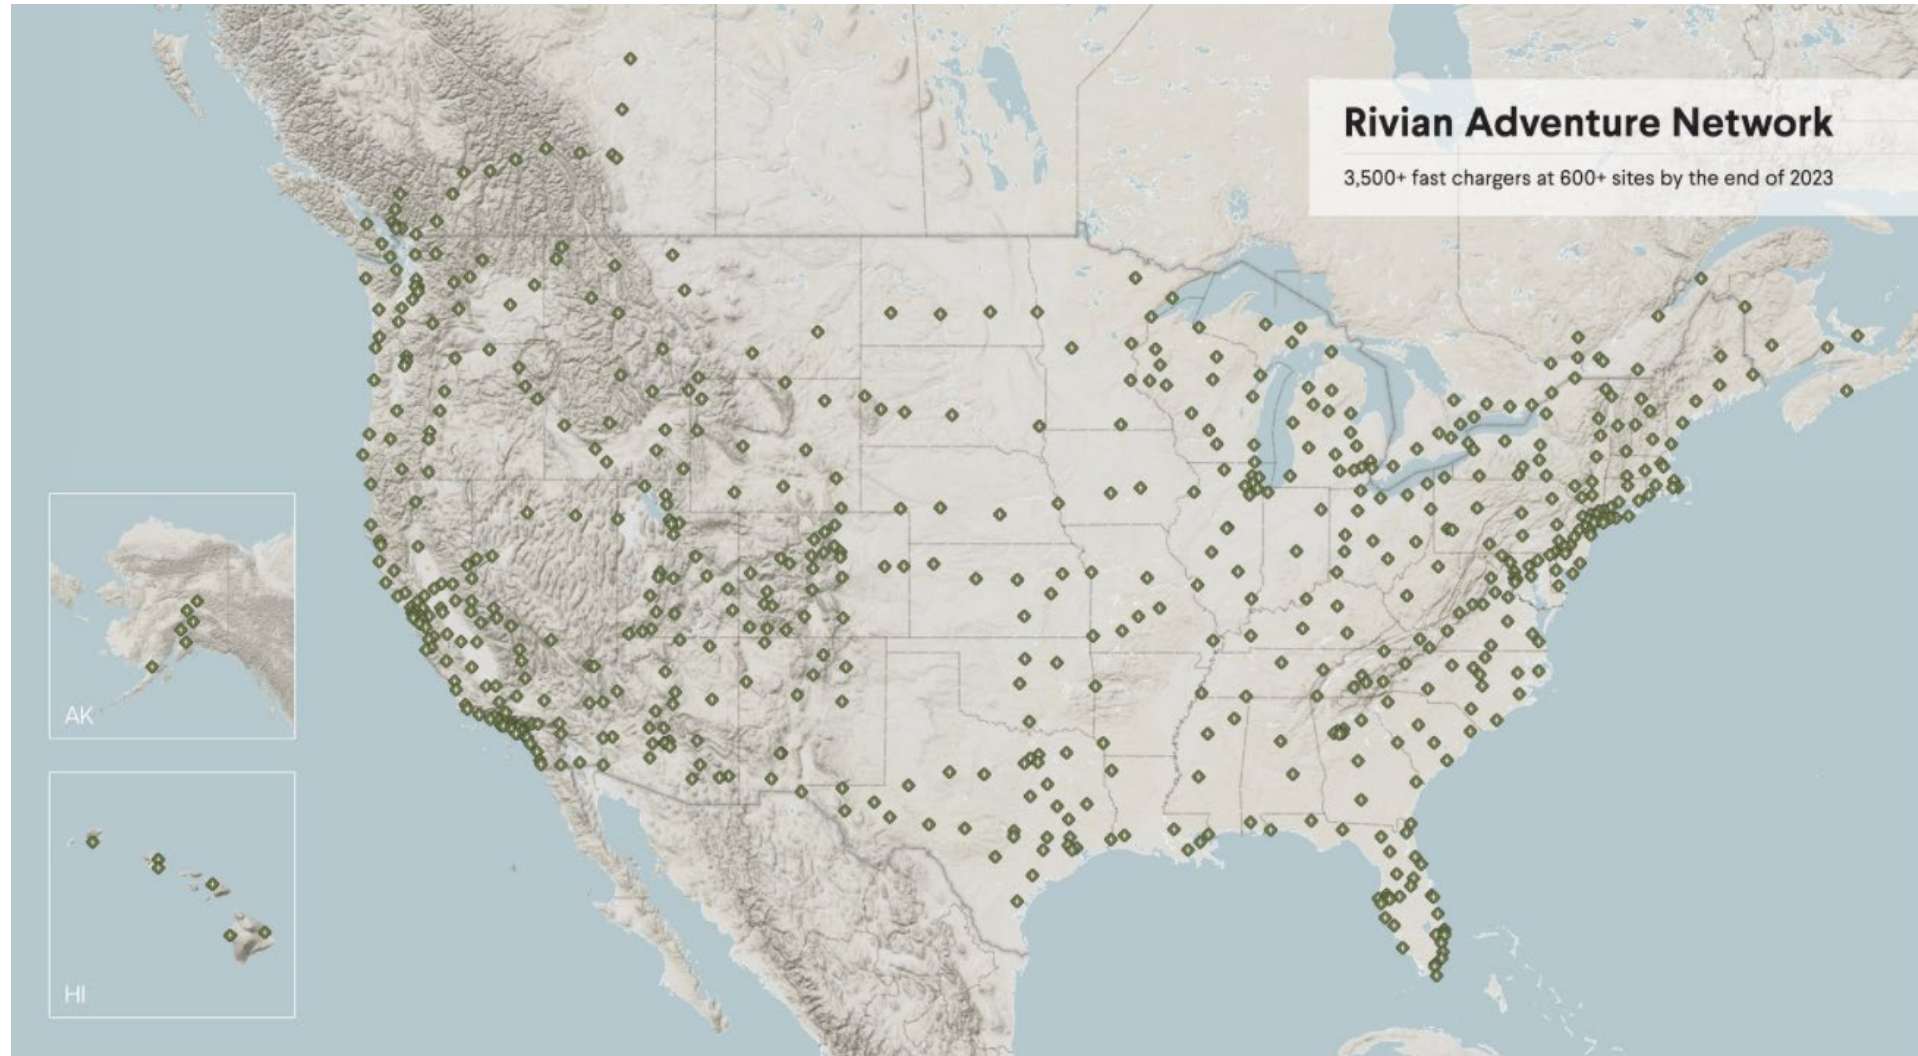 Rivian Adventure Network
3,500+ fast chargers at 600+ sites by the end of 2023
AK
HI